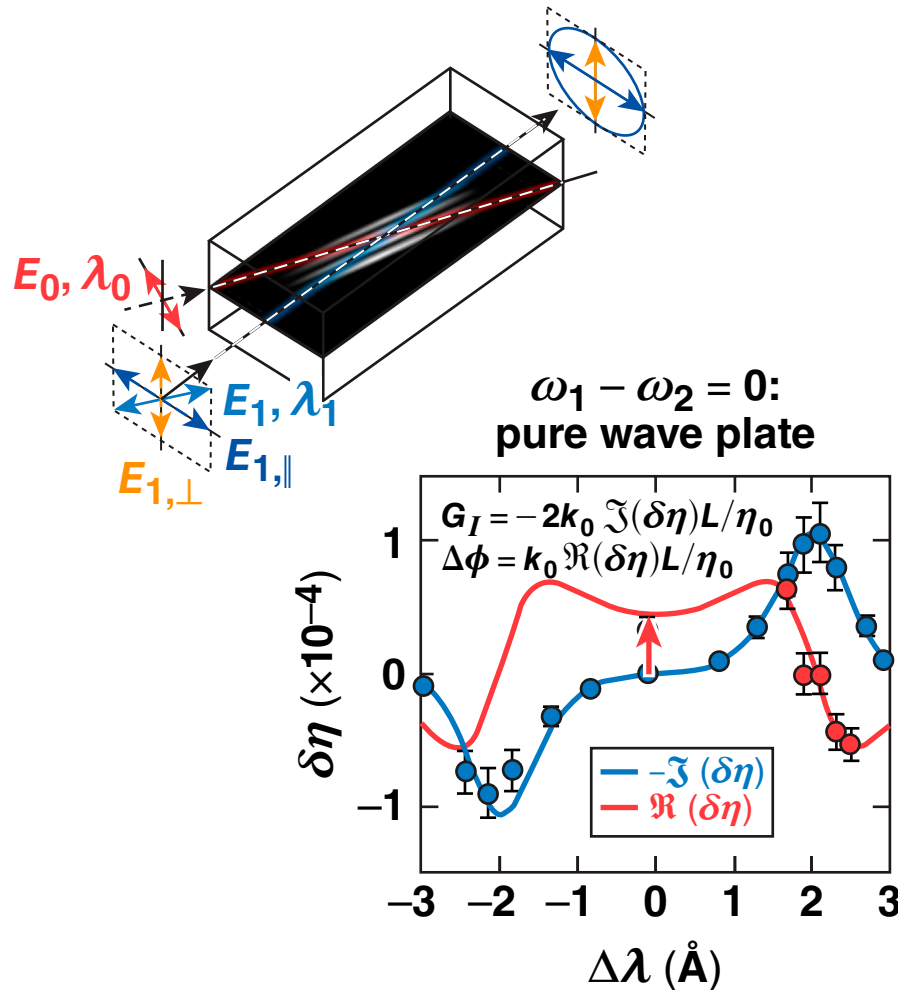 E₀, λ₀
E₁, λ₁
E₁,∥
E₁,⊥
ω₁ − ω₂ = 0:
pure wave plate
G_I = −2k₀ ℑ(δη)L/η₀
Δϕ = k₀ ℜ(δη)L/η₀
δη (×10⁻⁴)
1
0
−1
−ℑ (δη)
ℜ (δη)
−3 −2 −1 0 1 2 3
Δλ (Å)